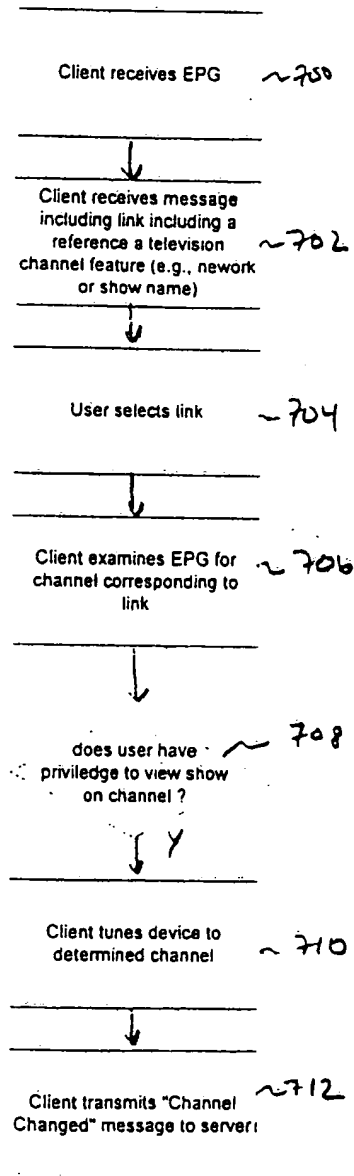 Client receives EPG ~700
Client receives message
including link including a
reference a television ~702
channel feature (e.g., nework
or show name)
User selects link ~704
Client examines EPG for ~706
channel corresponding to
link
does user have 708
priviledge to view show
on channel ?
Y
Client tunes device to ~710
determined channel
Client transmits "Channel ~712
Changed" message to server